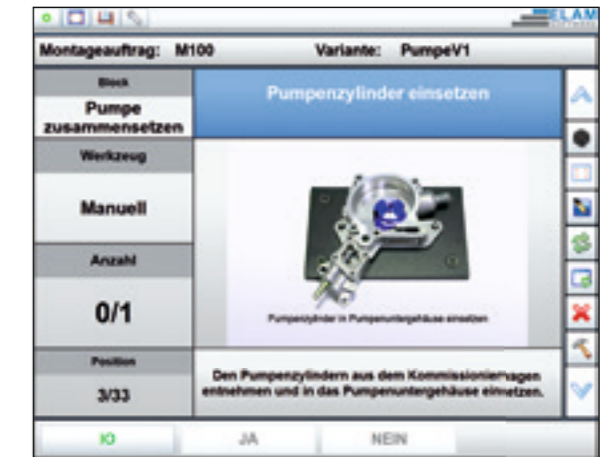 ELAM
Montageauftrag: M100 Variante: PumpeV1
Block
Pumpe
zusammensetzen
Pumpenzylinder einsetzen
Werkzeug
Manuell
Anzahl
0/1
Pumpenzylinder in Pumpenuntergehäuse einsetzen
Position
3/33
Den Pumpenzylindern aus dem Kommissionierwagen
entnehmen und in das Pumpenuntergehäuse einsetzen.
IO JA NEIN